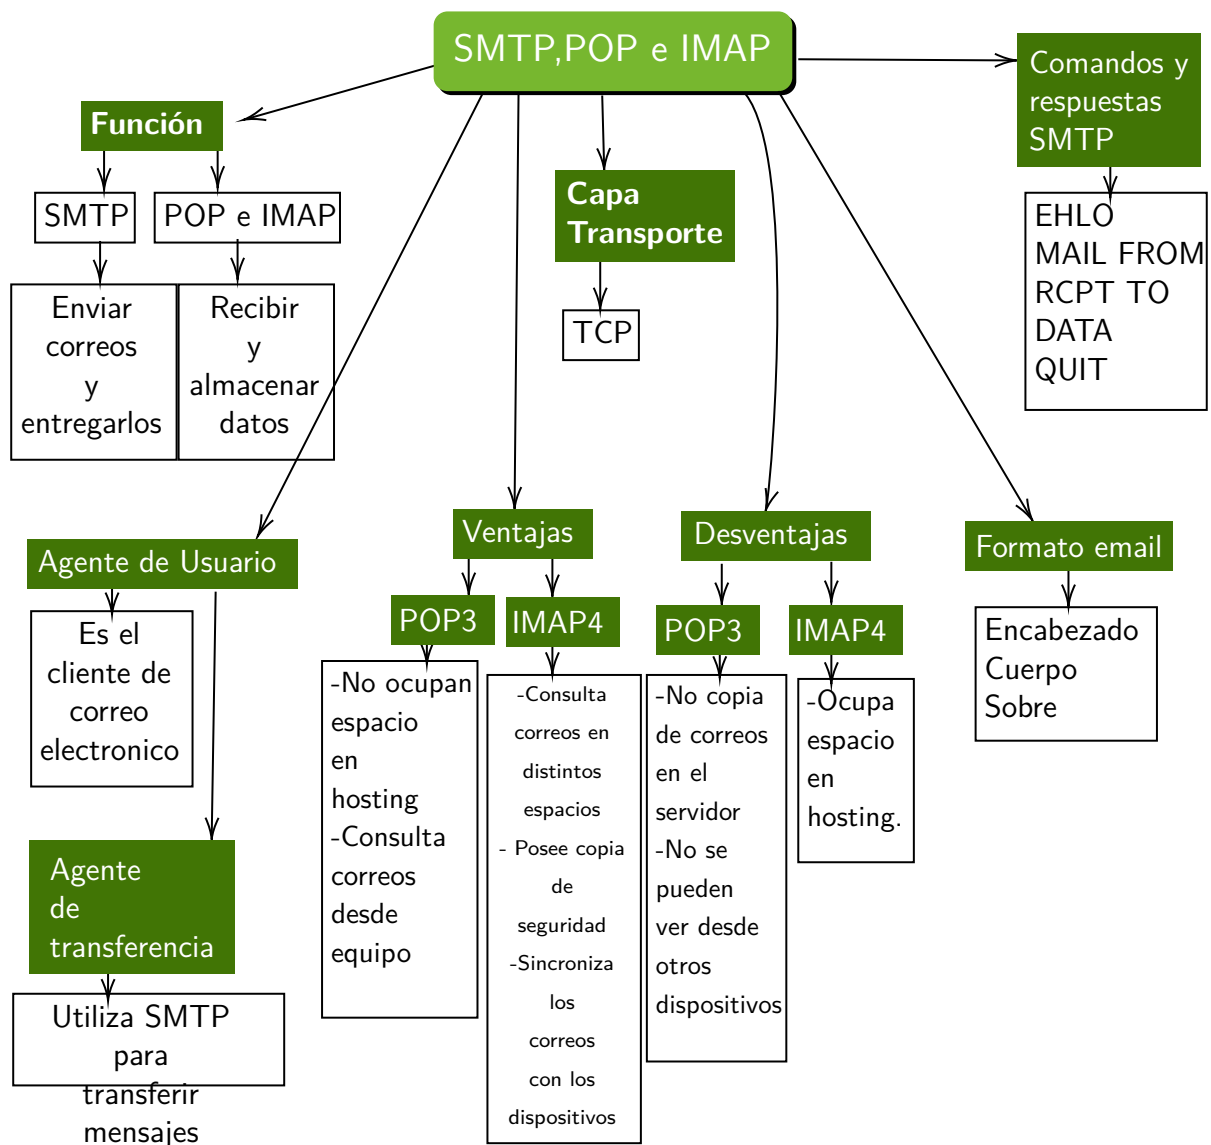 SMTP,POP e IMAP
Comandos y
respuestas
SMTP
EHLO
MAIL FROM
RCPT TO
DATA
QUIT
Función
SMTP
POP e IMAP
Enviar
correos
y
entregarlos
Recibir
y
almacenar
datos
Capa
Transporte
TCP
Agente de Usuario
Es el
cliente de
correo
electronico
Agente
de
transferencia
Utiliza SMTP
para
transferir
mensajes
Ventajas
POP3
-No ocupan
espacio
en
hosting
-Consulta
correos
desde
equipo
IMAP4
-Consulta
correos en
distintos
espacios
- Posee copia
de
seguridad
-Sincroniza
los
correos
con los
dispositivos
Desventajas
POP3
-No copia
de correos
en el
servidor
-No se
pueden
ver desde
otros
dispositivos
IMAP4
-Ocupa
espacio
en
hosting.
Formato email
Encabezado
Cuerpo
Sobre